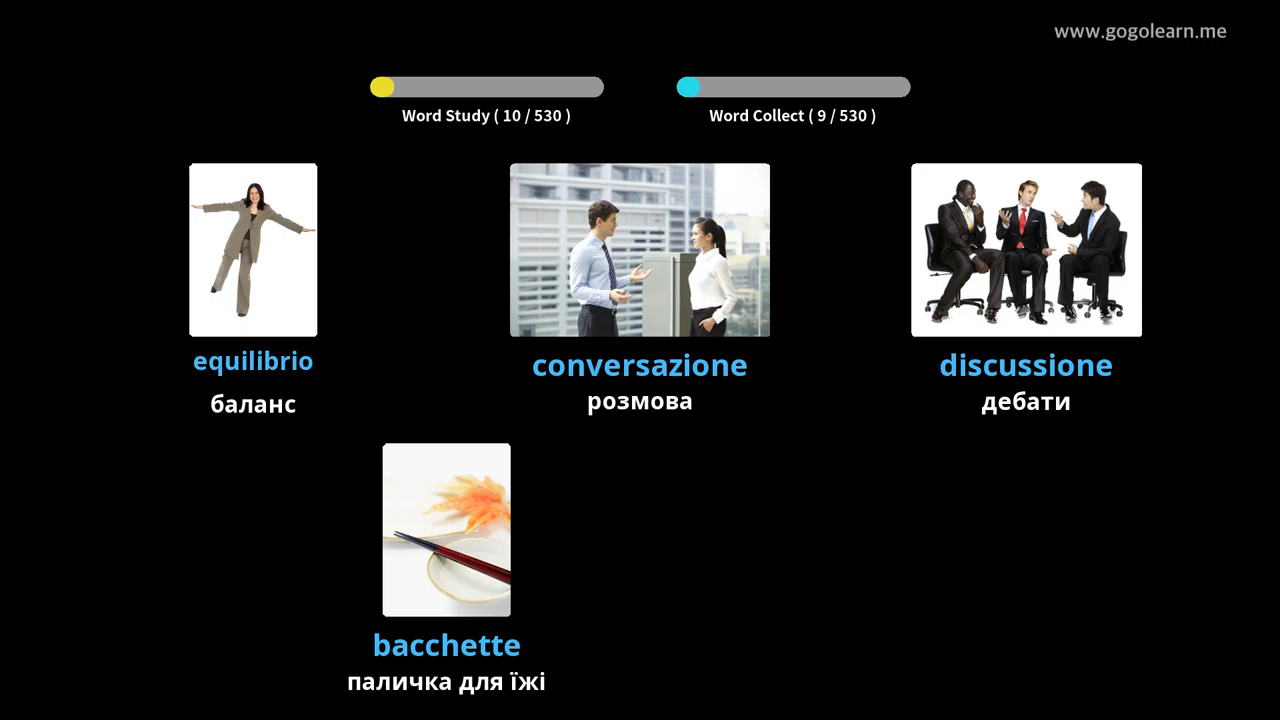 www.gogolearn.me
Word Study ( 10 / 530 )
Word Collect ( 9 / 530 )
equilibrio
баланс
conversazione
розмова
discussione
дебати
bacchette
паличка для їжі